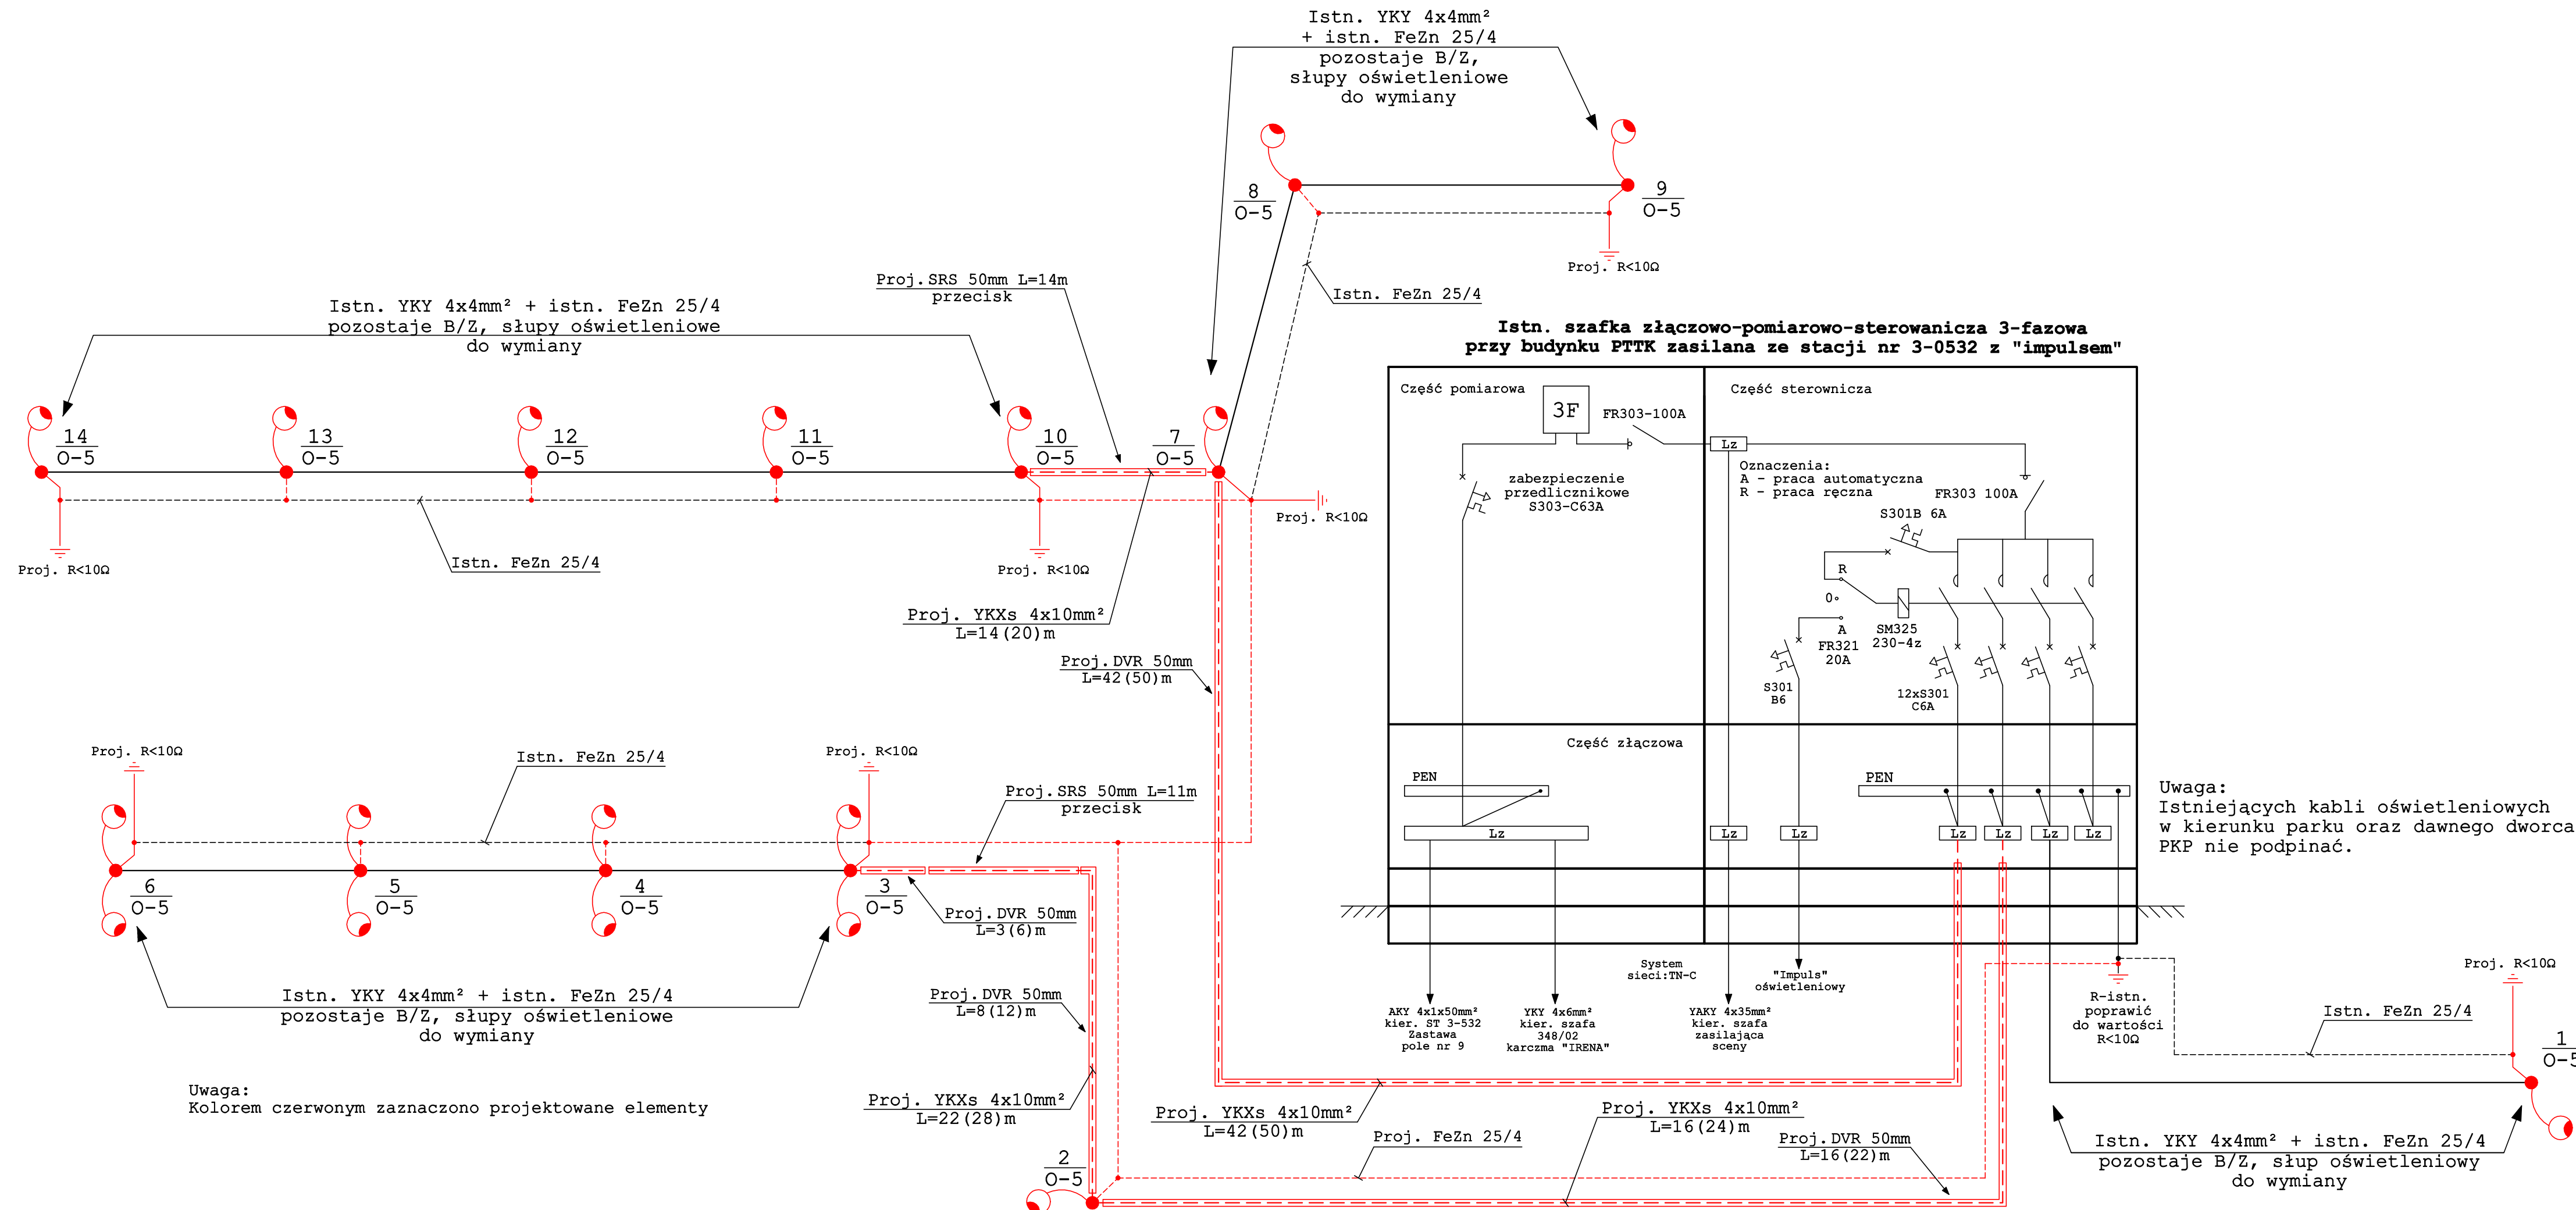 Istn. YKY 4x4mm²
+ istn. FeZn 25/4
pozostaje B/Z,
słupy oświetleniowe
do wymiany
8
O-5
9
O-5
Proj. R<10Ω
Istn. FeZn 25/4
Proj.SRS 50mm L=14m
przecisk
Istn. YKY 4x4mm² + istn. FeZn 25/4
pozostaje B/Z, słupy oświetleniowe
do wymiany
14
O-5
13
O-5
12
O-5
11
O-5
10
O-5
7
O-5
Proj. R<10Ω
Istn. FeZn 25/4
Proj. R<10Ω
Proj. R<10Ω
Proj. YKXs 4x10mm²
L=14(20)m
Proj.DVR 50mm
L=42(50)m
Istn. szafka złączowo-pomiarowo-sterowanicza 3-fazowa
przy budynku PTTK zasilana ze stacji nr 3-0532 z "impulsem"
Część pomiarowa
3F
FR303-100A
zabezpieczenie
przedlicznikowe
S303-C63A
Część sterownicza
Lz
Oznaczenia:
A - praca automatyczna
R - praca ręczna
FR303 100A
S301B 6A
R
0
A
FR321
20A
SM325
230-4z
S301
B6
12xS301
C6A
Część złączowa
PEN
Lz
PEN
Lz
Lz
Lz
Lz
Lz
Lz
Uwaga:
Istniejących kabli oświetleniowych
w kierunku parku oraz dawnego dworca
PKP nie podpinać.
System
sieci:TN-C
"Impuls"
oświetleniowy
AKY 4x1x50mm²
kier. ST 3-532
Zastawa
pole nr 9
YKY 4x6mm²
kier. szafa
348/02
karczma "IRENA"
YAKY 4x35mm²
kier. szafa
zasilająca
sceny
R-istn.
poprawić
do wartości
R<10Ω
Proj. R<10Ω
Istn. FeZn 25/4
1
O-5
Istn. YKY 4x4mm² + istn. FeZn 25/4
pozostaje B/Z, słup oświetleniowy
do wymiany
Proj. R<10Ω
Istn. FeZn 25/4
Proj. R<10Ω
Proj.SRS 50mm L=11m
przecisk
6
O-5
5
O-5
4
O-5
3
O-5
Proj.DVR 50mm
L=3(6)m
Istn. YKY 4x4mm² + istn. FeZn 25/4
pozostaje B/Z, słupy oświetleniowe
do wymiany
Proj.DVR 50mm
L=8(12)m
Uwaga:
Kolorem czerwonym zaznaczono projektowane elementy
Proj. YKXs 4x10mm²
L=22(28)m
Proj. YKXs 4x10mm²
L=42(50)m
Proj. FeZn 25/4
Proj. YKXs 4x10mm²
L=16(24)m
Proj.DVR 50mm
L=16(22)m
2
O-5